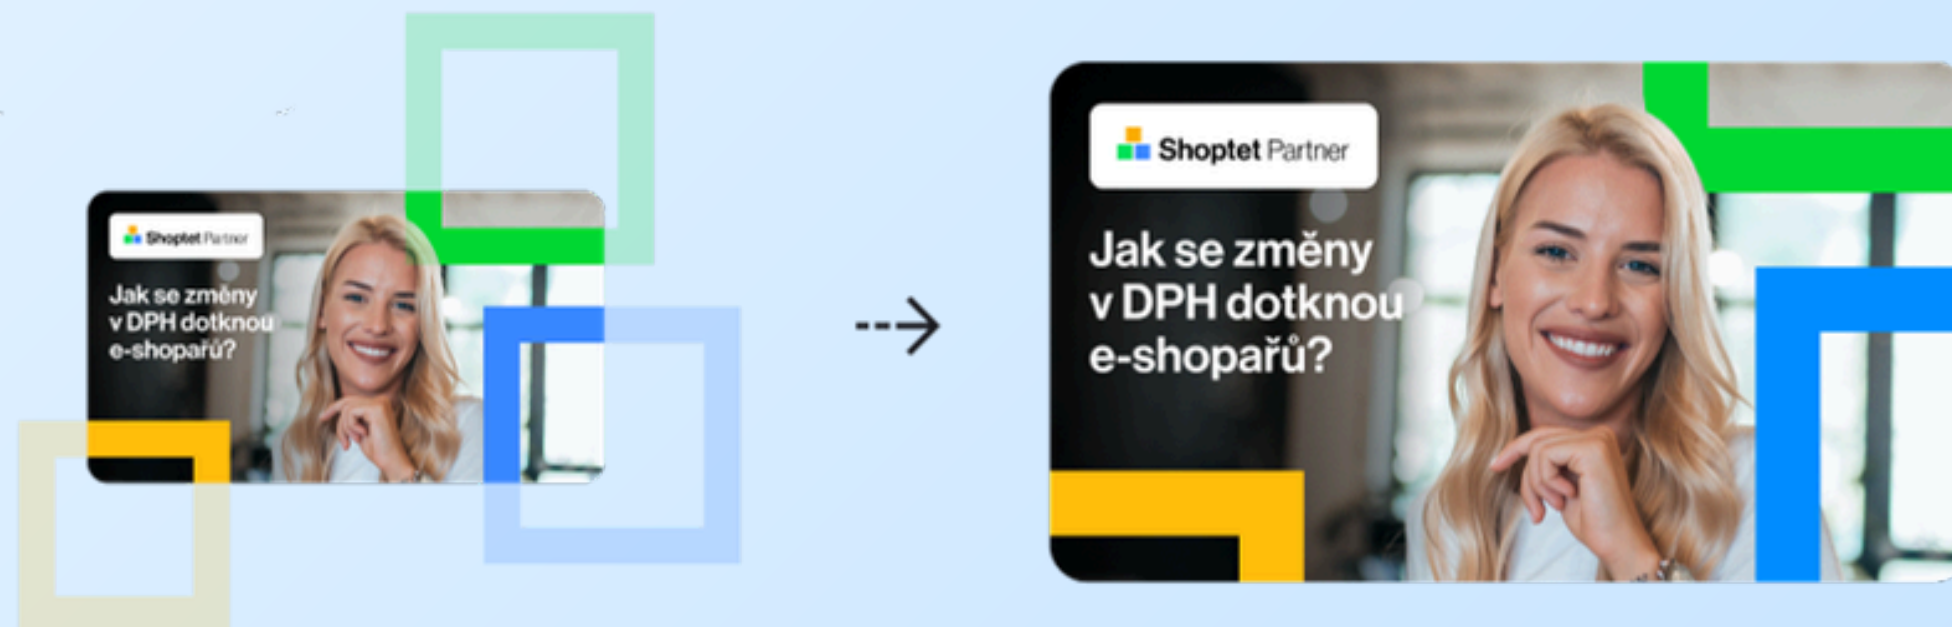 Shoptet Partner
Jak se změny
v DPH dotknou
e-shopařů?
Shoptet Partner
Jak se změny
v DPH dotknou
e-shopařů?